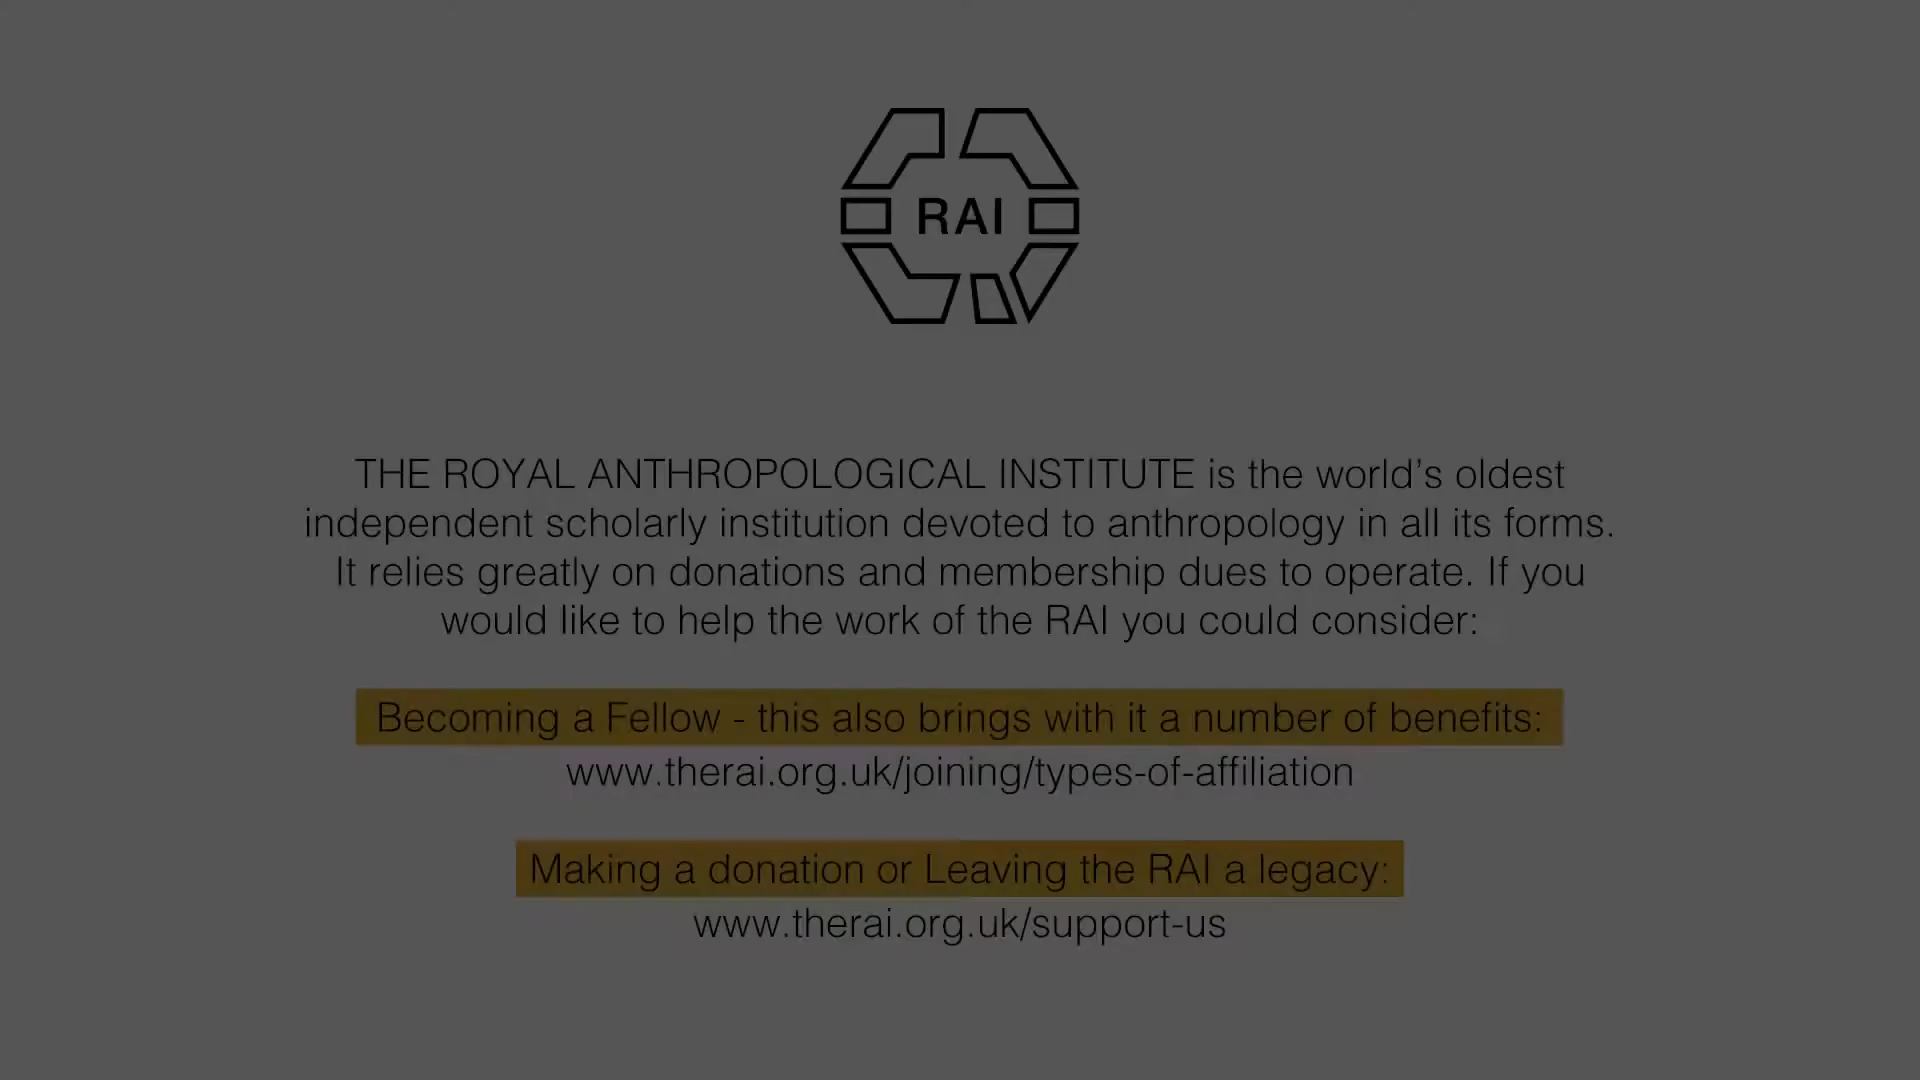 RAI
THE ROYAL ANTHROPOLOGICAL INSTITUTE is the world’s oldest
independent scholarly institution devoted to anthropology in all its forms.
It relies greatly on donations and membership dues to operate. If you
would like to help the work of the RAI you could consider:
Becoming a Fellow - this also brings with it a number of benefits:
www.therai.org.uk/joining/types-of-affiliation
Making a donation or Leaving the RAI a legacy:
www.therai.org.uk/support-us